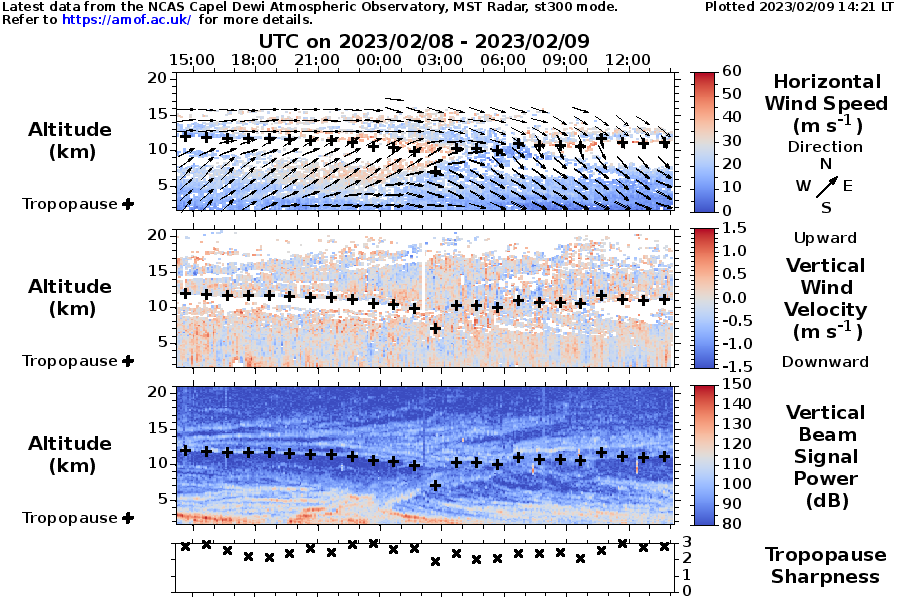 Latest data from the NCAS Capel Dewi Atmospheric Observatory, MST Radar, st300 mode.
Plotted 2023/02/09 14:21 LT
Refer to https://amof.ac.uk/ for more details.
UTC on 2023/02/08 - 2023/02/09
15:00 18:00 21:00 00:00 03:00 06:00 09:00 12:00
20
15
10
5
Altitude
(km)
Tropopause
60
50
40
30
20
10
0
Horizontal
Wind Speed
(m s-1)
Direction
N
W E
S
20
15
10
5
Altitude
(km)
Tropopause
1.5
1.0
0.5
0.0
-0.5
-1.0
-1.5
Upward
Vertical
Wind
Velocity
(m s-1)
Downward
20
15
10
5
Altitude
(km)
Tropopause
150
140
130
120
110
100
90
80
Vertical
Beam
Signal
Power
(dB)
3
2
1
0
Tropopause
Sharpness